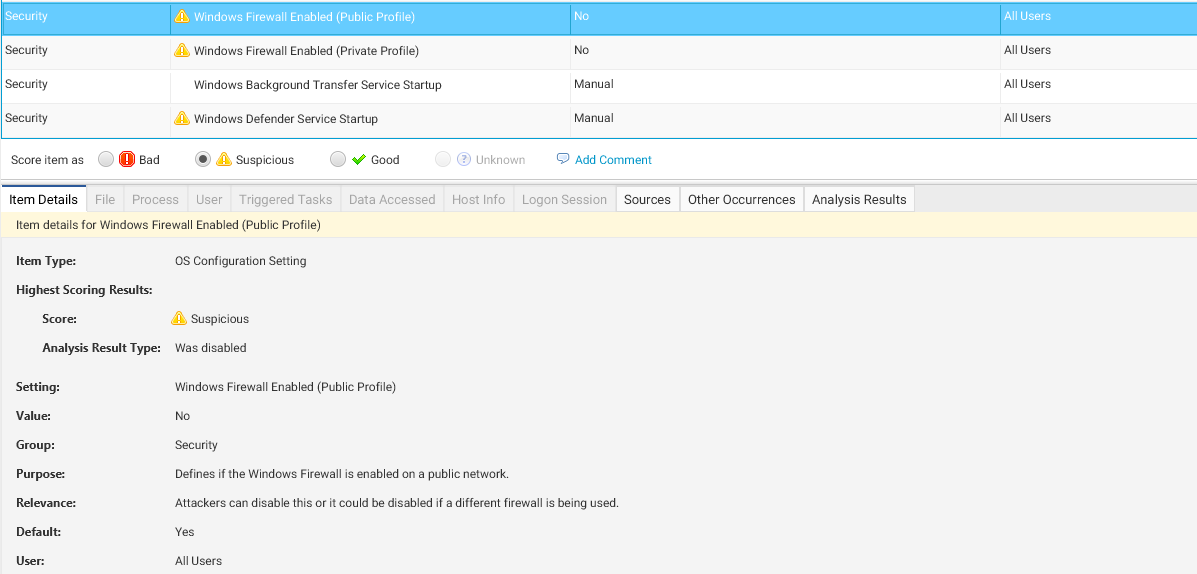 Security Windows Firewall Enabled (Public Profile) No All Users
Security Windows Firewall Enabled (Private Profile) No All Users
Security Windows Background Transfer Service Startup Manual All Users
Security Windows Defender Service Startup Manual All Users
Score item as Bad Suspicious Good Unknown Add Comment
Item Details File Process User Triggered Tasks Data Accessed Host Info Logon Session Sources Other Occurrences Analysis Results
Item details for Windows Firewall Enabled (Public Profile)
Item Type: OS Configuration Setting
Highest Scoring Results:
Score: Suspicious
Analysis Result Type: Was disabled
Setting: Windows Firewall Enabled (Public Profile)
Value: No
Group: Security
Purpose: Defines if the Windows Firewall is enabled on a public network.
Relevance: Attackers can disable this or it could be disabled if a different firewall is being used.
Default: Yes
User: All Users